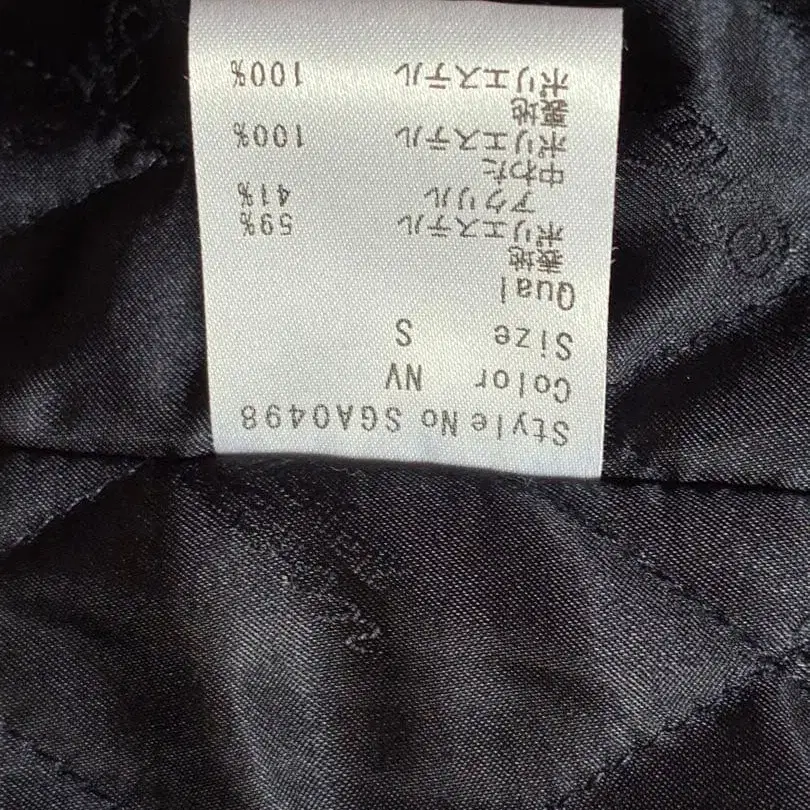 Style No SGA0498
Color NV
Size S
Qual
表地
ポリエステル 59%
アクリル 41%
中わた
ポリエステル 100%
裏地
ポリエステル 100%